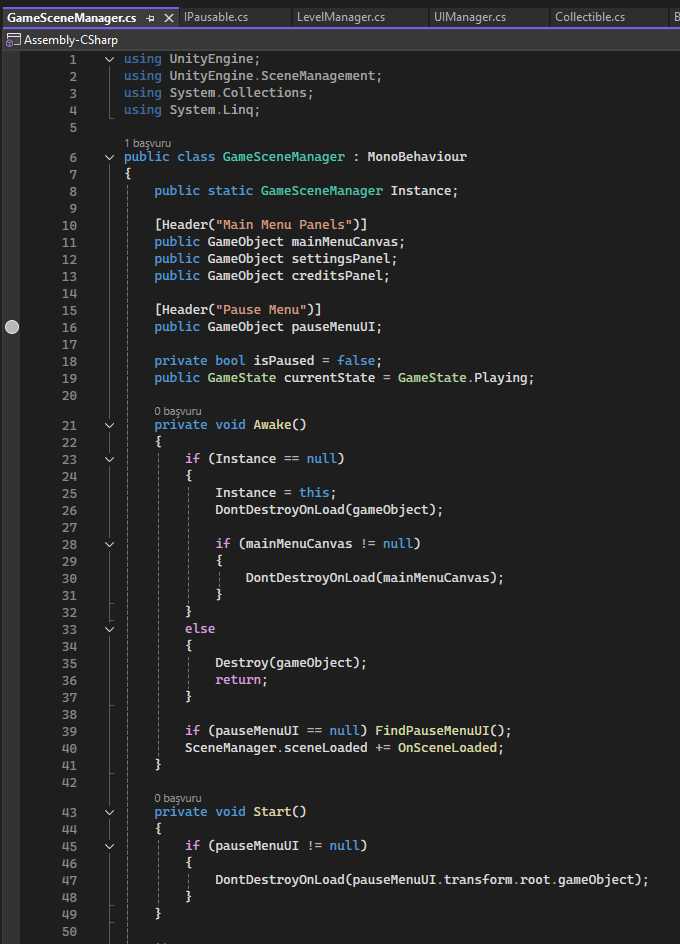 GameSceneManager.cs IPausable.cs LevelManager.cs UIManager.cs Collectible.cs
Assembly-CSharp
1 using UnityEngine;
2 using UnityEngine.SceneManagement;
3 using System.Collections;
4 using System.Linq;
5
1 başvuru
6 public class GameSceneManager : MonoBehaviour
7 {
8 public static GameSceneManager Instance;
9
10 [Header("Main Menu Panels")]
11 public GameObject mainMenuCanvas;
12 public GameObject settingsPanel;
13 public GameObject creditsPanel;
14
15 [Header("Pause Menu")]
16 public GameObject pauseMenuUI;
17
18 private bool isPaused = false;
19 public GameState currentState = GameState.Playing;
20
0 başvuru
21 private void Awake()
22 {
23 if (Instance == null)
24 {
25 Instance = this;
26 DontDestroyOnLoad(gameObject);
27
28 if (mainMenuCanvas != null)
29 {
30 DontDestroyOnLoad(mainMenuCanvas);
31 }
32 }
33 else
34 {
35 Destroy(gameObject);
36 return;
37 }
38
39 if (pauseMenuUI == null) FindPauseMenuUI();
40 SceneManager.sceneLoaded += OnSceneLoaded;
41 }
42
0 başvuru
43 private void Start()
44 {
45 if (pauseMenuUI != null)
46 {
47 DontDestroyOnLoad(pauseMenuUI.transform.root.gameObject);
48 }
49 }
50